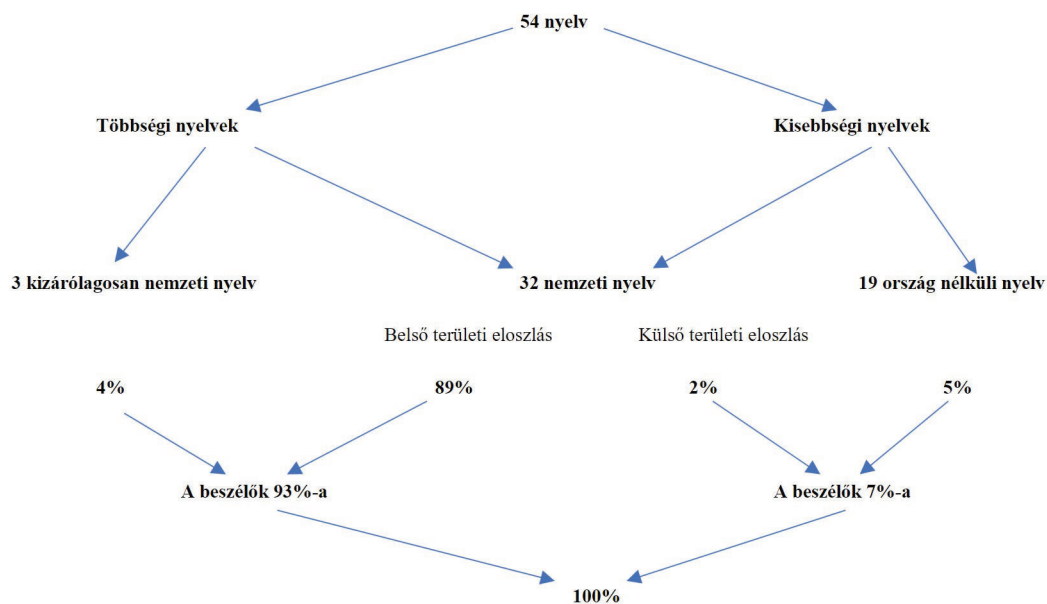 54 nyelv
Többségi nyelvek
Kisebbségi nyelvek
3 kizárólagosan nemzeti nyelv
32 nemzeti nyelv
19 ország nélküli nyelv
Belső területi eloszlás
Külső területi eloszlás
4%
89%
2%
5%
A beszélők 93%-a
A beszélők 7%-a
100%